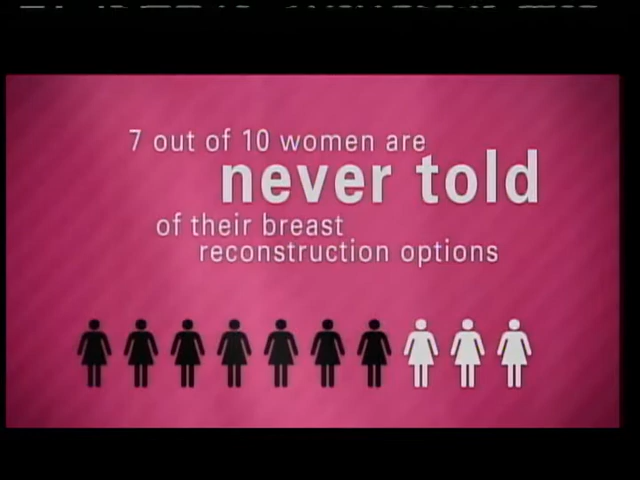 7 out of 10 women are
never told
of their breast
reconstruction options